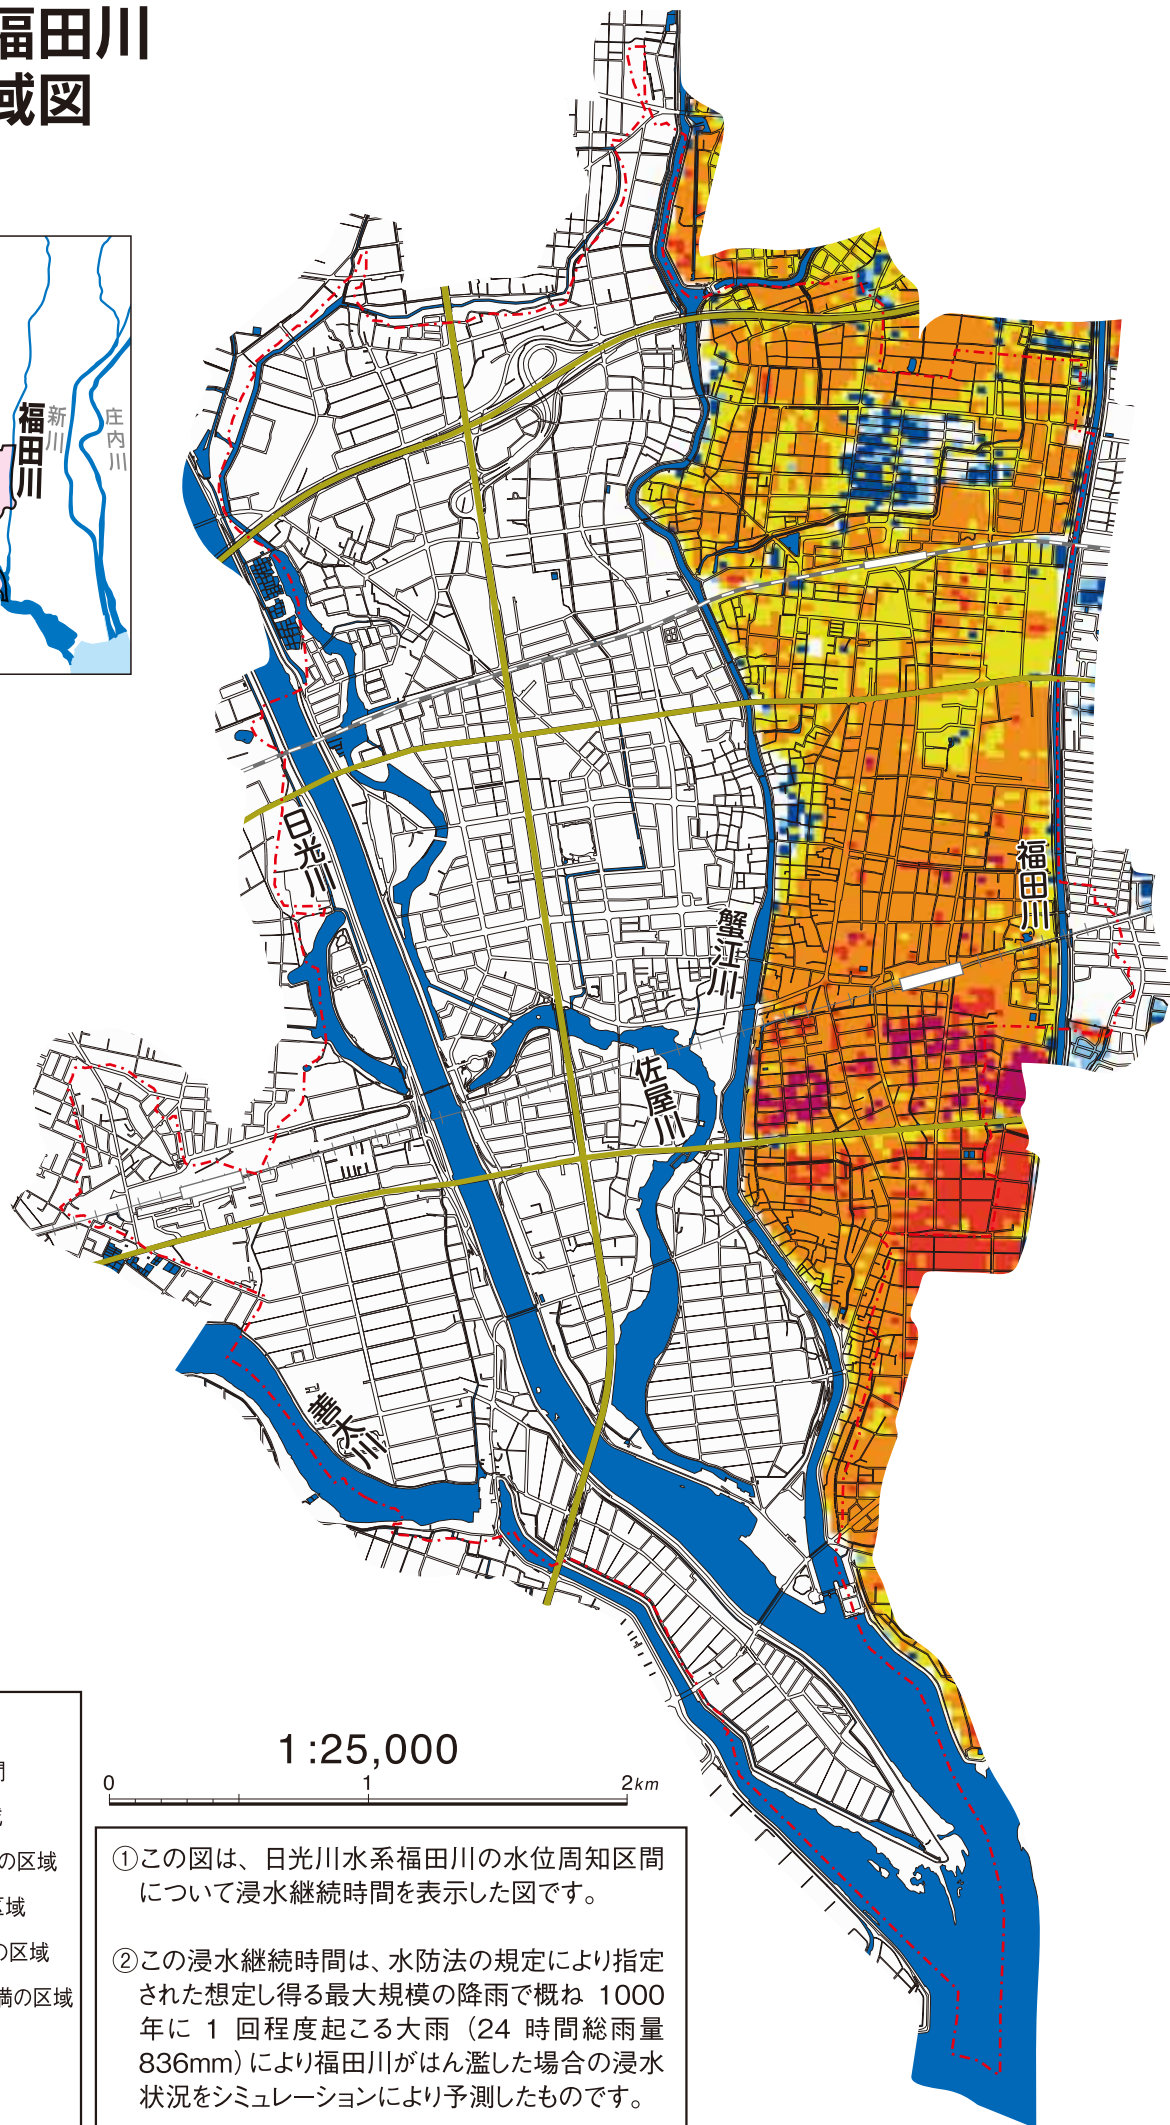 福田川
域図
福田川
新川
庄内川
日光川
蟹江川
福田川
佐屋川
善太川
の区域
区域
の区域
満の区域
1:25,000
0 1 2km
①この図は、日光川水系福田川の水位周知区間
について浸水継続時間を表示した図です。
②この浸水継続時間は、水防法の規定により指定
された想定し得る最大規模の降雨で概ね 1000
年に 1 回程度起こる大雨（24 時間総雨量
836mm）により福田川がはん濫した場合の浸水
状況をシミュレーションにより予測したものです。